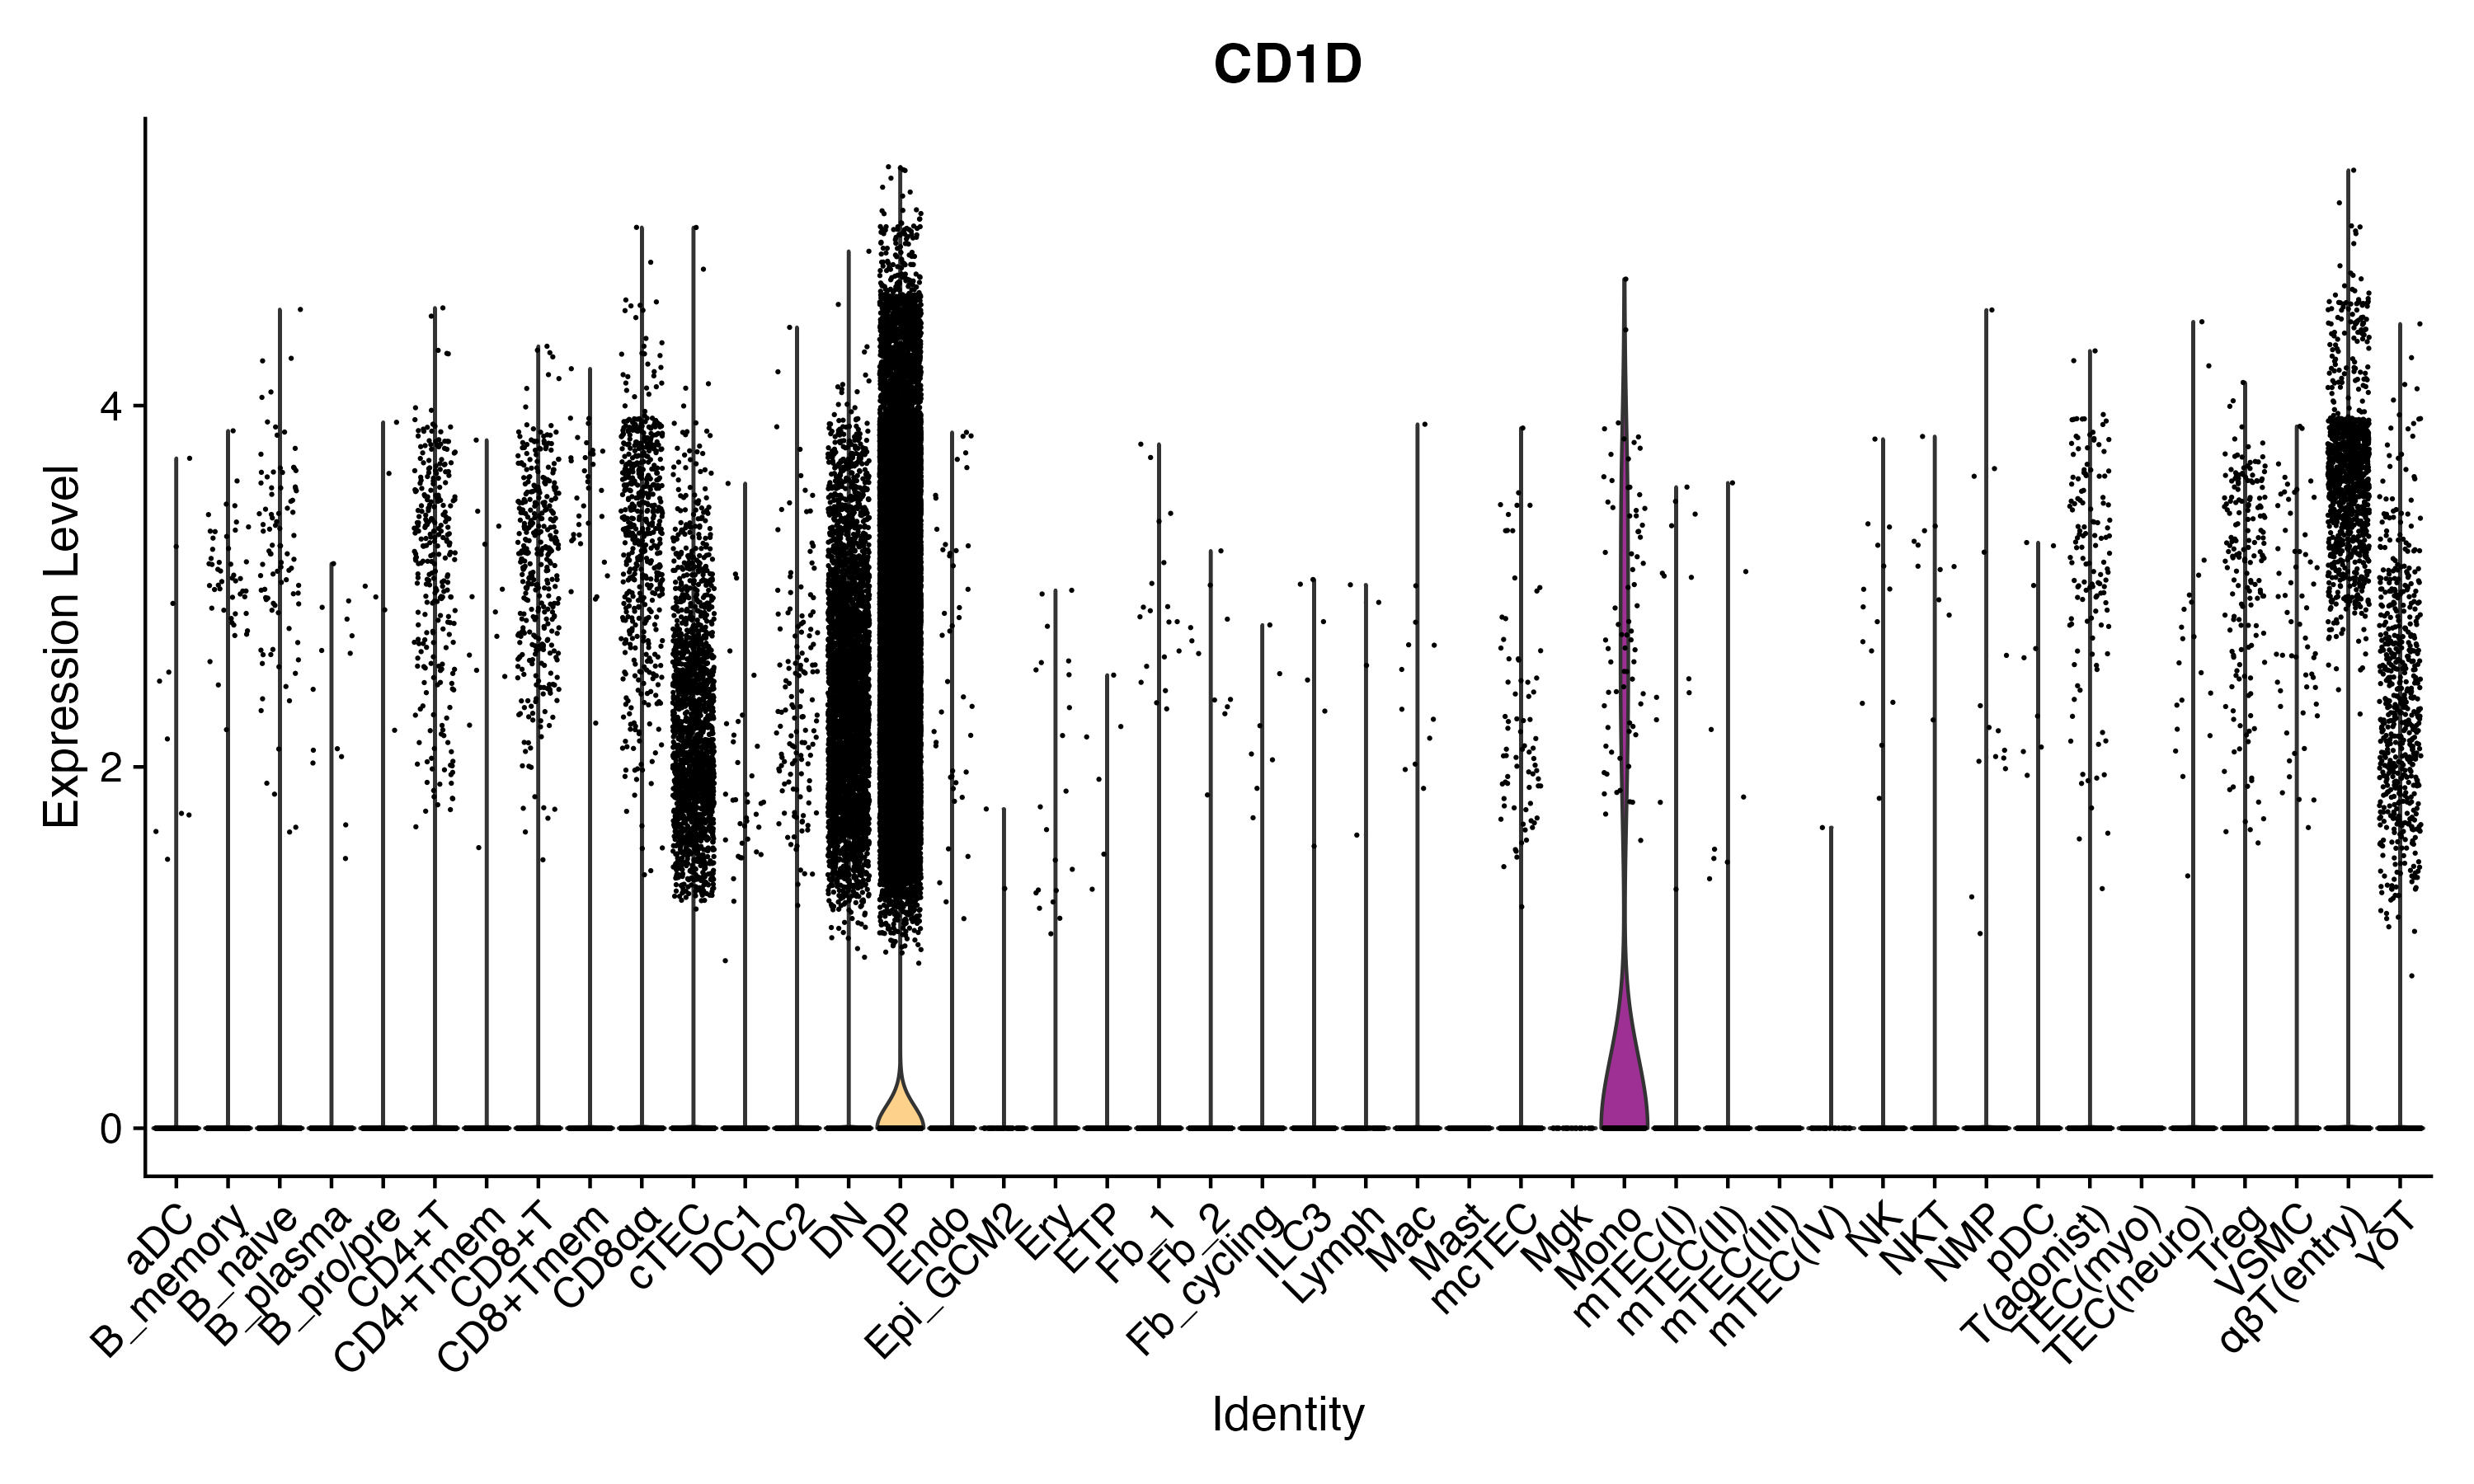 CD1D
Expression Level
4
2
0
aDC
B_memory
B_naive
B_plasma
B_pro/pre
CD4+T
CD4+Tmem
CD8+T
CD8+Tmem
CD8αα
cTEC
DC1
DC2
DN
DP
Endo
Epi_GCM2
Ery
ETP
Fb_1
Fb_2
Fb_cycling
ILC3
Lymph
Mac
Mast
mcTEC
Mgk
Mono
mTEC(I)
mTEC(II)
mTEC(III)
mTEC(IV)
NK
NKT
NMP
pDC
T(agonist)
TEC(myo)
TEC(neuro)
Treg
VSMC
αβT(entry)
γδT
Identity